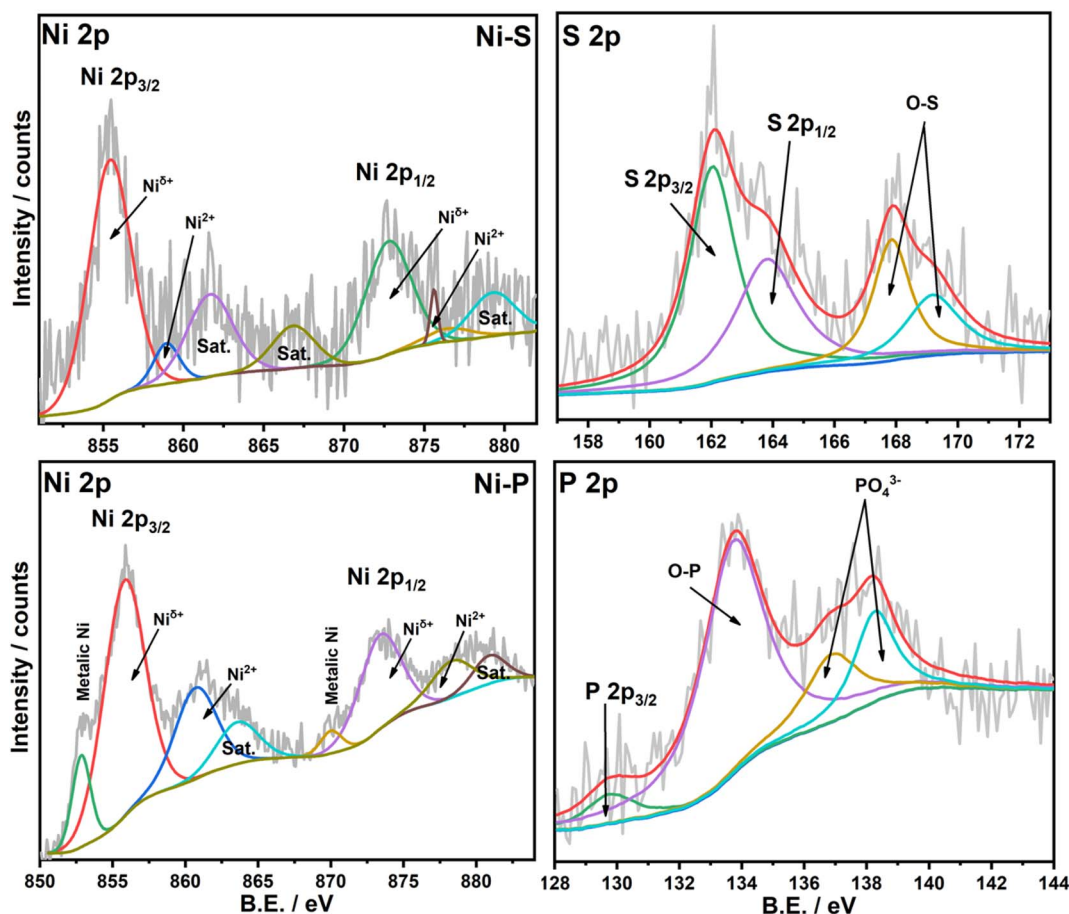 Ni 2p
Ni-S
Ni 2p3/2
Niδ+
Ni2+
Sat.
Sat.
Ni 2p1/2
Niδ+
Ni2+
Sat.
Intensity / counts
855 860 865 870 875 880
S 2p
O-S
S 2p1/2
S 2p3/2
158 160 162 164 166 168 170 172
Ni 2p
Ni-P
Ni 2p3/2
Metalic Ni
Niδ+
Ni2+
Sat.
Metalic Ni
Ni 2p1/2
Niδ+
Ni2+
Sat.
Intensity / counts
850 855 860 865 870 875 880
B.E. / eV
P 2p
PO43-
O-P
P 2p3/2
128 130 132 134 136 138 140 142 144
B.E. / eV